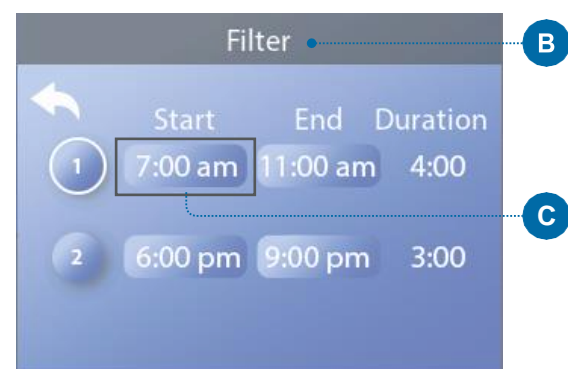 Filter
B
Start End Duration
1 7:00 am 11:00 am 4:00
C
2 6:00 pm 9:00 pm 3:00